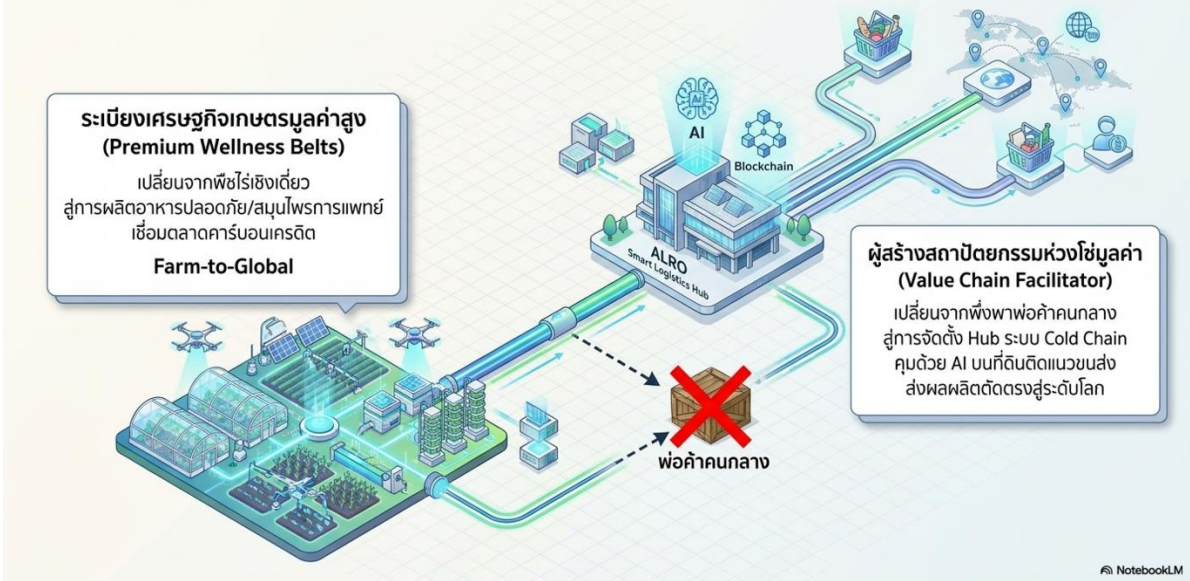 ระเบียงเศรษฐกิจเกษตรมูลค่าสูง
(Premium Wellness Belts)
เปลี่ยนจากพืชไร่เชิงเดี่ยว
สู่การผลิตอาหารปลอดภัย/สมุนไพรการแพทย์
เชื่อมตลาดคาร์บอนเครดิต
Farm-to-Global
AI
AI
Blockchain
ALRO
Smart Logistics Hub
พ่อค้าคนกลาง
ผู้สร้างสถาปัตยกรรมห่วงโซ่มูลค่า
(Value Chain Facilitator)
เปลี่ยนจากพึ่งพาพ่อค้าคนกลาง
สู่การจัดตั้ง Hub ระบบ Cold Chain
คุมด้วย AI บนที่ดินติดแนวขนส่ง
ส่งผลผลิตตัดตรงสู่ระดับโลก
NotebookLM